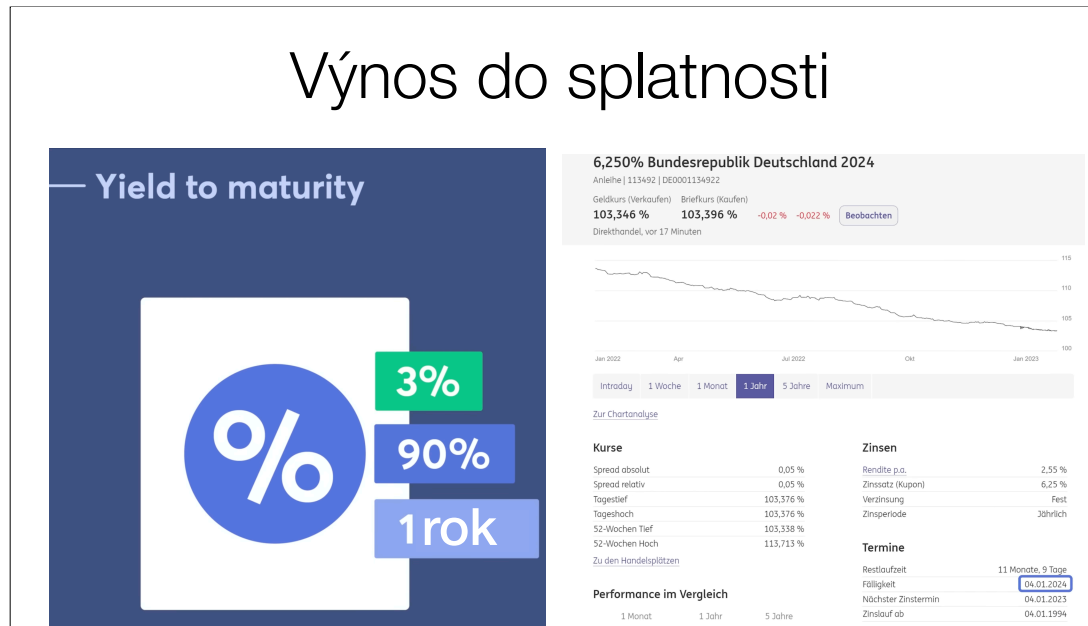 Výnos do splatnosti
— Yield to maturity
%
3%
90%
1 rok
6,250% Bundesrepublik Deutschland 2024
Anleihe | 113492 | DE0001134922
Geldkurs (Verkaufen) Briefkurs (Kaufen)
103,346 % 103,396 % -0,02 % -0,022 % Beobachten
Direkthandel, vor 17 Minuten
115
110
105
100
Jan 2022 Apr Jul 2022 Okt Jan 2023
Intraday 1 Woche 1 Monat 1 Jahr 5 Jahre Maximum
Zur Chartanalyse
Kurse
Spread absolut 0,05 %
Spread relativ 0,05 %
Tagestief 103,376 %
Tageshoch 103,376 %
52-Wochen Tief 103,338 %
52-Wochen Hoch 113,713 %
Zu den Handelsplätzen
Performance im Vergleich
1 Monat 1 Jahr 5 Jahre
Zinsen
Rendite p.a. 2,55 %
Zinssatz (Kupon) 6,25 %
Verzinsung Fest
Zinsperiode Jährlich
Termine
Restlaufzeit 11 Monate, 9 Tage
Fälligkeit 04.01.2024
Nächster Zinstermin 04.01.2023
Zinslauf ab 04.01.1994